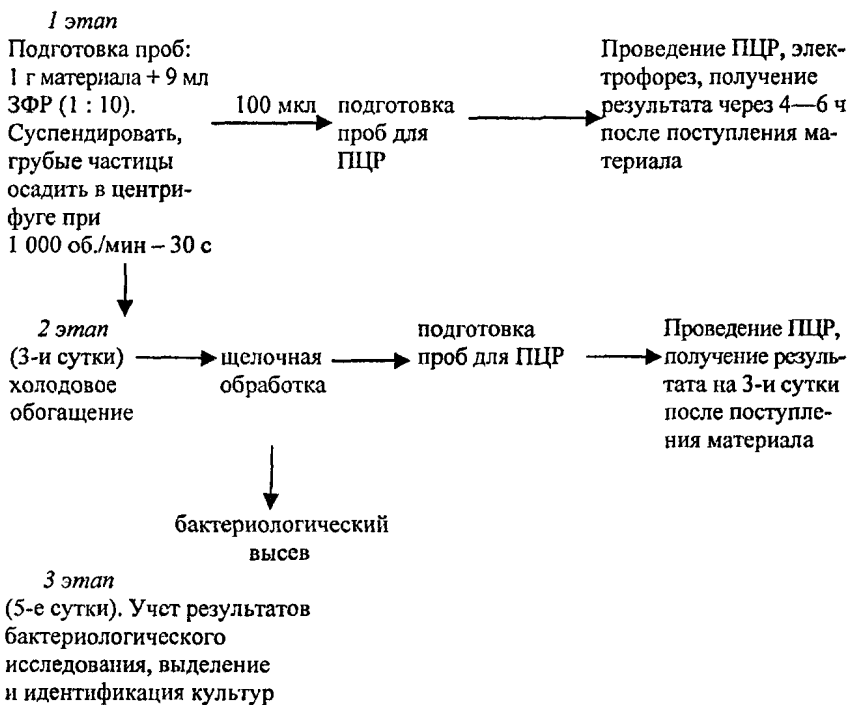 1 этап
Подготовка проб:
1 г материала + 9 мл
ЗФР (1 : 10).
Суспендировать,
грубые частицы
осадить в центри-
фуге при
1 000 об./мин – 30 с
100 мкл
подготовка
проб для
ПЦР
Проведение ПЦР, элек-
трофорез, получение
результата через 4—6 ч
после поступления ма-
териала
2 этап
(3-и сутки)
холодовое
обогащение
щелочная
обработка
подготовка
проб для ПЦР
Проведение ПЦР,
получение резуль-
тата на 3-и сутки
после поступле-
ния материала
бактериологический
высев
3 этап
(5-е сутки). Учет результатов
бактериологического
исследования, выделение
и идентификация культур